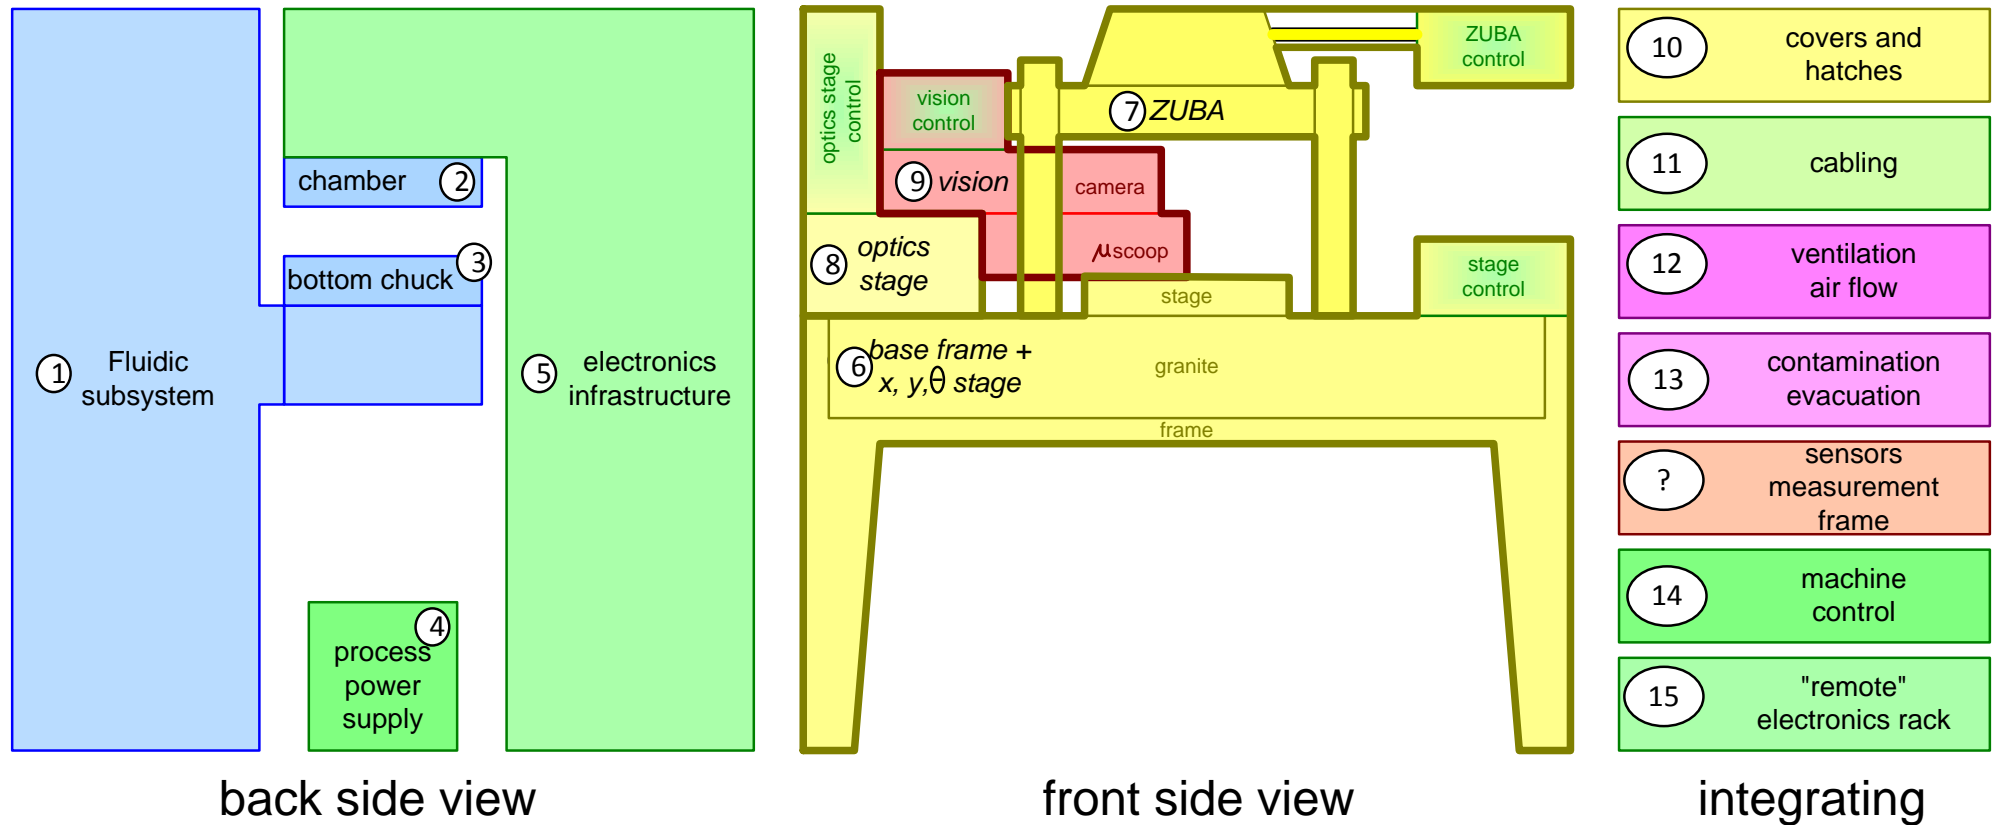 chamber 2
bottom chuck 3
1 Fluidic
subsystem
5 electronics
infrastructure
4
process
power
supply
back side view
optics stage
control
vision
control
ZUBA
control
7 ZUBA
9 vision
camera
μscoop
8 optics
stage
stage
stage
control
6 base frame +
x, y,θ stage
granite
frame
front side view
10 covers and
hatches
11 cabling
12 ventilation
air flow
13 contamination
evacuation
? sensors
measurement
frame
14 machine
control
15 "remote"
electronics rack
integrating